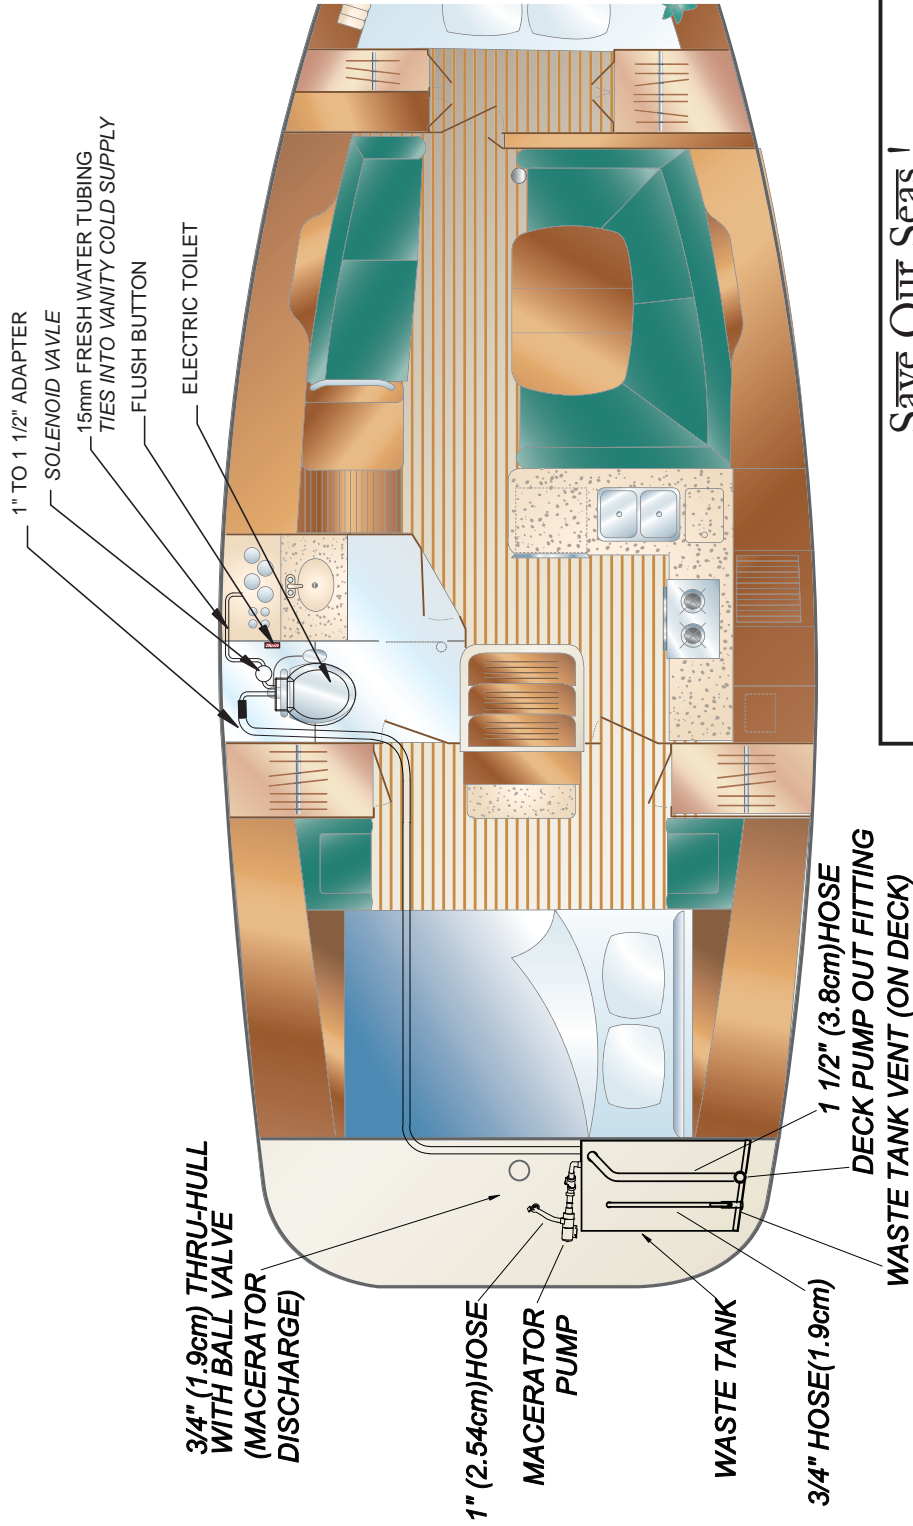 1" TO 1 1/2" ADAPTER
SOLENOID VAVLE
15mm FRESH WATER TUBING
TIES INTO VANITY COLD SUPPLY
FLUSH BUTTON
ELECTRIC TOILET
3/4" (1.9cm) THRU-HULL
WITH BALL VALVE
(MACERATOR
DISCHARGE)
1" (2.54cm)HOSE
MACERATOR
PUMP
WASTE TANK
3/4" HOSE(1.9cm)
1 1/2" (3.8cm)HOSE
DECK PUMP OUT FITTING
WASTE TANK VENT (ON DECK)
Save Our Seas !